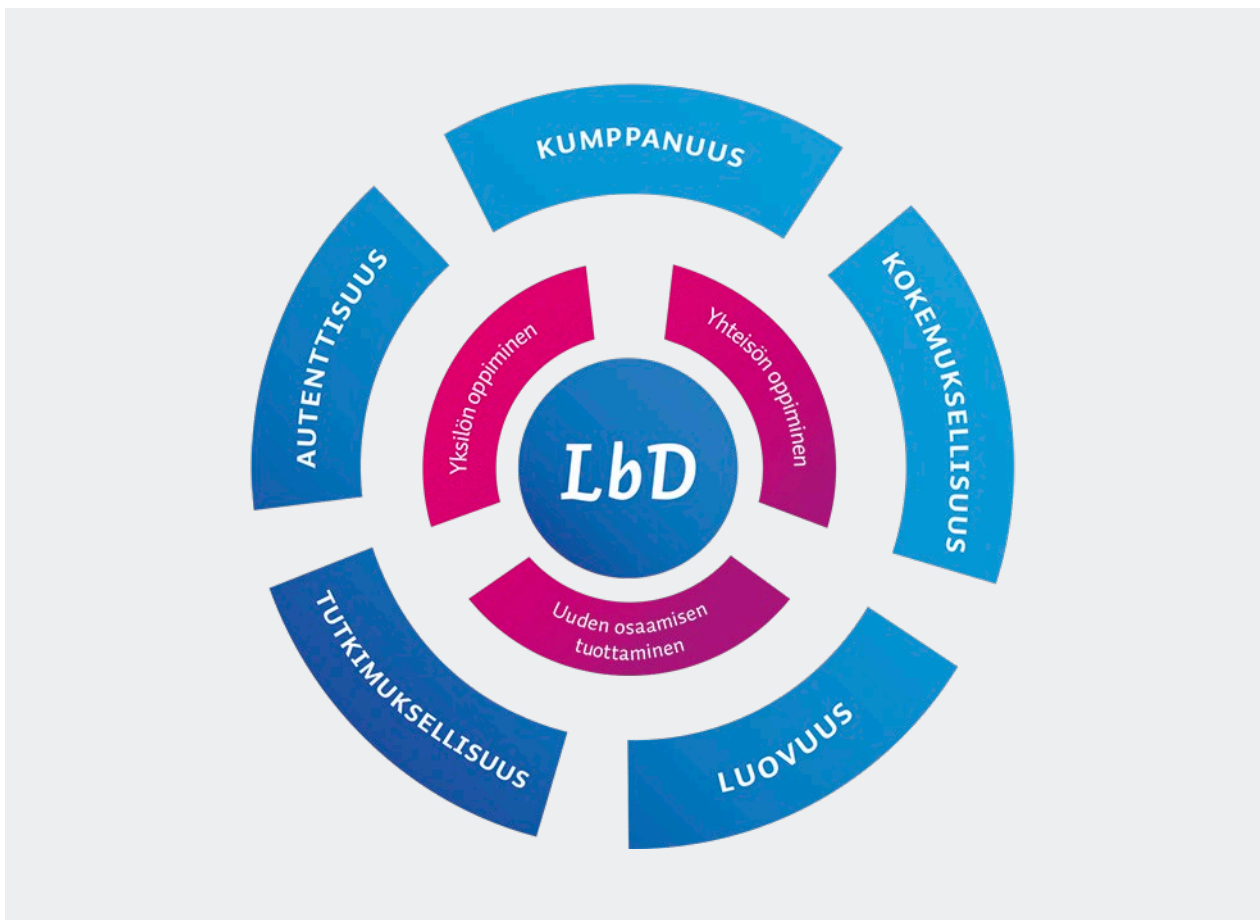 KUMPPANUUS
AUTENTTISUUS
KOKEMUKSELLISUUS
Yksilön oppiminen
Yhteisön oppiminen
LbD
Uuden osaamisen
tuottaminen
TUTKIMUKSELLISUUS
LUOVUUS